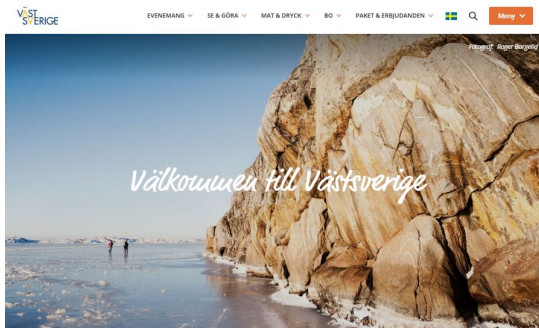 VÄST
SVERIGE
EVENEMANG
SE & GÖRA
MAT & DRYCK
BO
PAKET & ERBJUDANDEN
Meny
Fotograf: Roger Borgelid
Välkommen till Västsverige